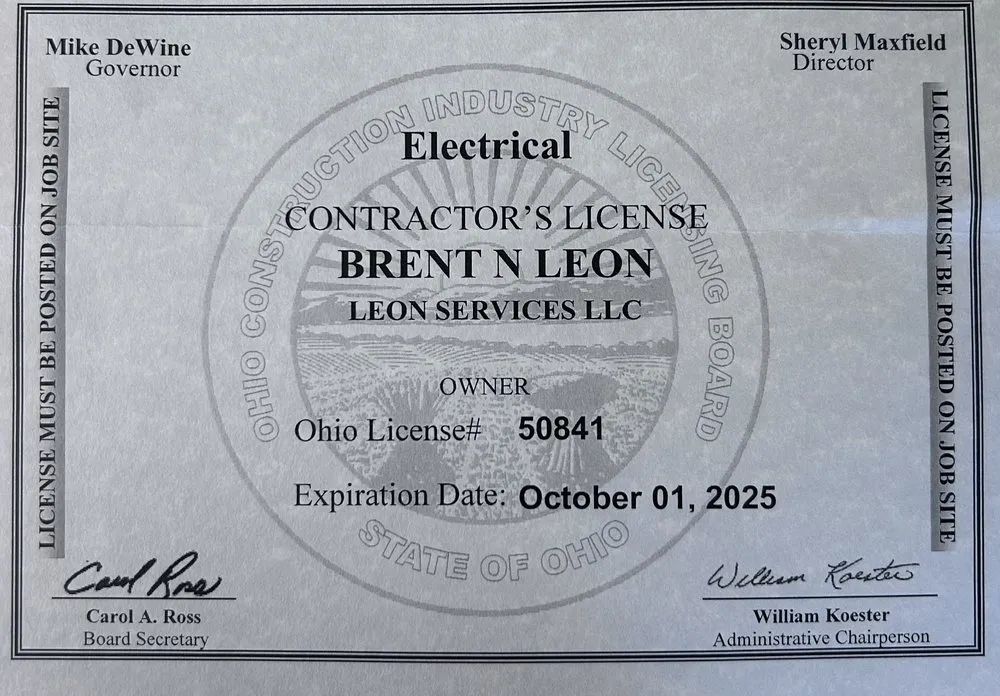 Mike DeWine
Governor
Sheryl Maxfield
Director
LICENSE MUST BE POSTED ON JOB SITE
LICENSE MUST BE POSTED ON JOB SITE
OHIO CONSTRUCTION INDUSTRY LICENSING BOARD
Electrical
CONTRACTOR'S LICENSE
BRENT N LEON
LEON SERVICES LLC
OWNER
Ohio License# 50841
Expiration Date: October 01, 2025
STATE OF OHIO
Carol Ross
Carol A. Ross
Board Secretary
William Koester
William Koester
Administrative Chairperson